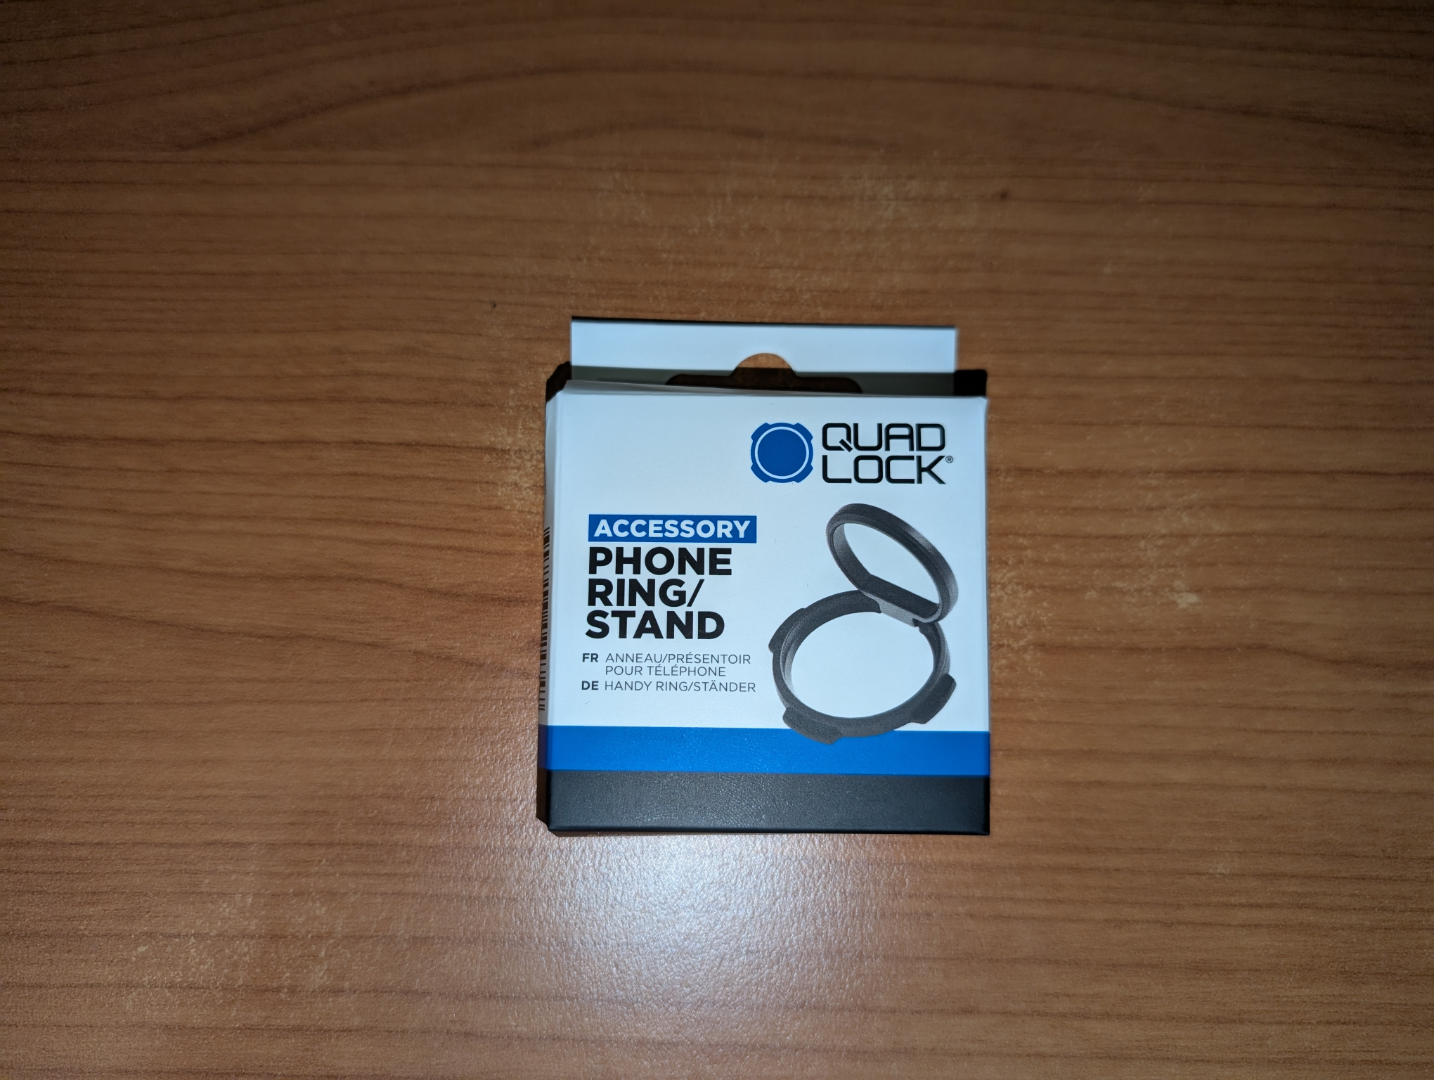 QUAD
LOCK®
ACCESSORY
PHONE
RING/
STAND
FR ANNEAU/PRÉSENTOIR
POUR TÉLÉPHONE
DE HANDY RING/STÄNDER